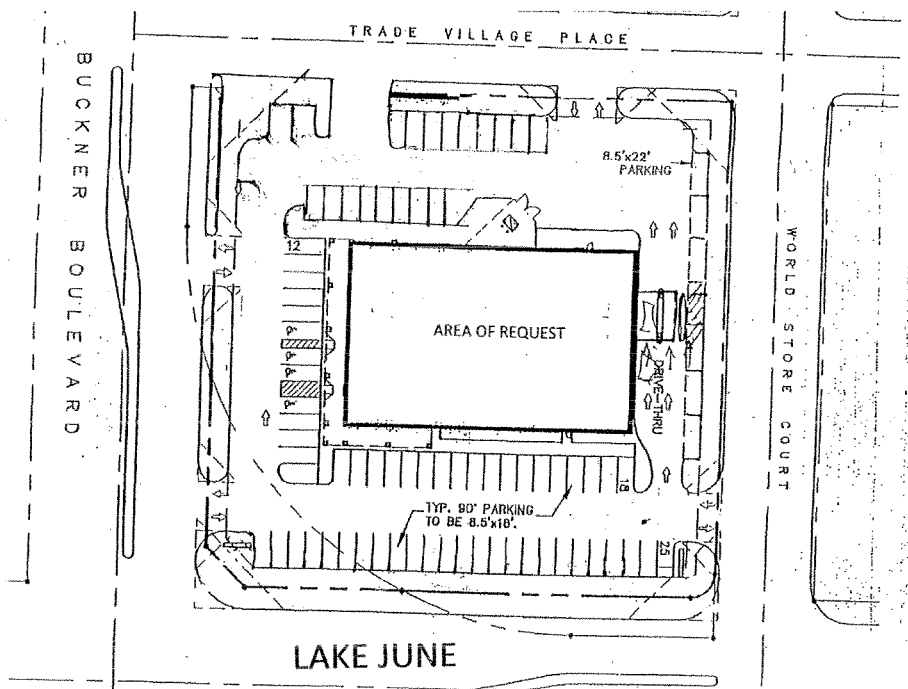 TRADE VILLAGE PLACE
BUCKNER BOULEVARD
8.5'x22'
PARKING
WORLD STORE COURT
12
AREA OF REQUEST
DRIVE-THRU
18
TYP. 90° PARKING
TO BE 8.5'x18'.
25
LAKE JUNE